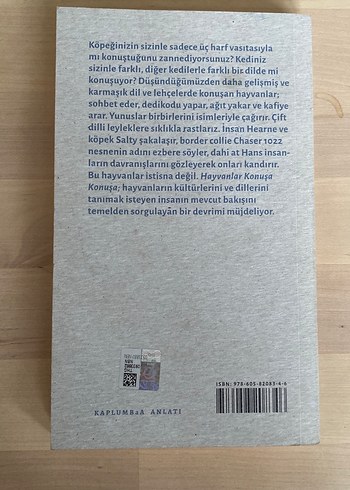 Köpeğinizin sizinle sadece üç harf vasıtasıyla
mı konuştuğunu zannediyorsunuz? Kediniz
sizinle farklı, diğer kedilerle farklı bir dilde mi
konuşuyor? Düşündüğümüzden daha gelişmiş ve
karmaşık dil ve lehçelerde konuşan hayvanlar;
sohbet eder, dedikodu yapar, ağıt yakar ve kafiye
arar. Yunuslar birbirlerini isimleriyle çağırır. Çift
dilli leyleklere sıklıkla rastlarız. İnsan Hearne ve
köpek Salty şakalaşır, border collie Chaser 1022
nesnenin adını ezbere söyler, dahi at Hans insan-
ların davranışlarını gözleyerek onları kandırır.
Bu hayvanlar istisna değil. Hayvanlar Konuşa
Konuşa; hayvanların kültürlerini ve dillerini
tanımak isteyen insanın mevcut bakışını
temelden sorgulayan bir devrimi müjdeliyor.
ISBN: 978-605-82083-4-6
KAPLUMBAA ANLATI